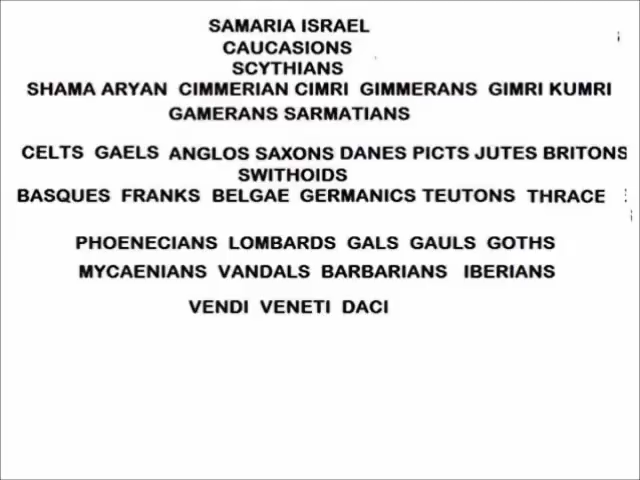 SAMARIA ISRAEL
CAUCASIONS
SCYTHIANS
SHAMA ARYAN CIMMERIAN CIMRI GIMMERANS GIMRI KUMRI
GAMERANS SARMATIANS
CELTS GAELS ANGLOS SAXONS DANES PICTS JUTES BRITONS
SWITHOIDS
BASQUES FRANKS BELGAE GERMANICS TEUTONS THRACE
PHOENECIANS LOMBARDS GALS GAULS GOTHS
MYCAENIANS VANDALS BARBARIANS IBERIANS
VENDI VENETI DACI